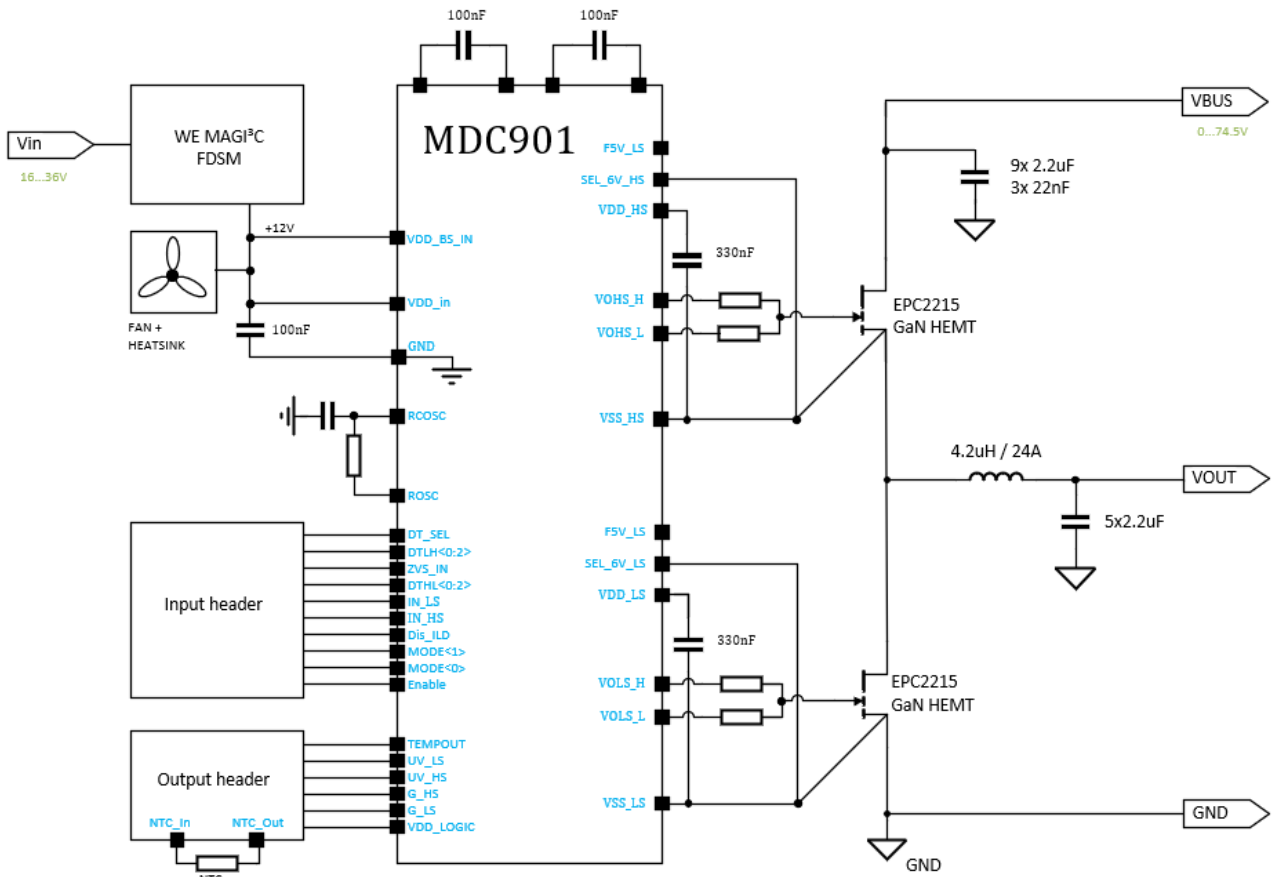 100nF
100nF
WE MAGI³C
FDSM
Vin
16...36V
+12V
FAN +
HEATSINK
100nF
MDC901
VDD_BS_IN
VDD_in
GND
RCOSC
ROSC
DT_SEL
DTLH<0:2>
ZVS_IN
DTHL<0:2>
IN_LS
IN_HS
Dis_ILD
MODE<1>
MODE<0>
Enable
TEMPOUT
UV_LS
UV_HS
G_HS
G_LS
VDD_LOGIC
Input header
Output header
NTC_In
NTC_Out
F5V_LS
SEL_6V_HS
VDD_HS
VOHS_H
VOHS_L
VSS_HS
F5V_LS
SEL_6V_LS
VDD_LS
VOLS_H
VOLS_L
VSS_LS
330nF
330nF
VBUS
0...74.5V
9x 2.2uF
3x 22nF
EPC2215
GaN HEMT
4.2uH / 24A
VOUT
5x2.2uF
EPC2215
GaN HEMT
GND
GND